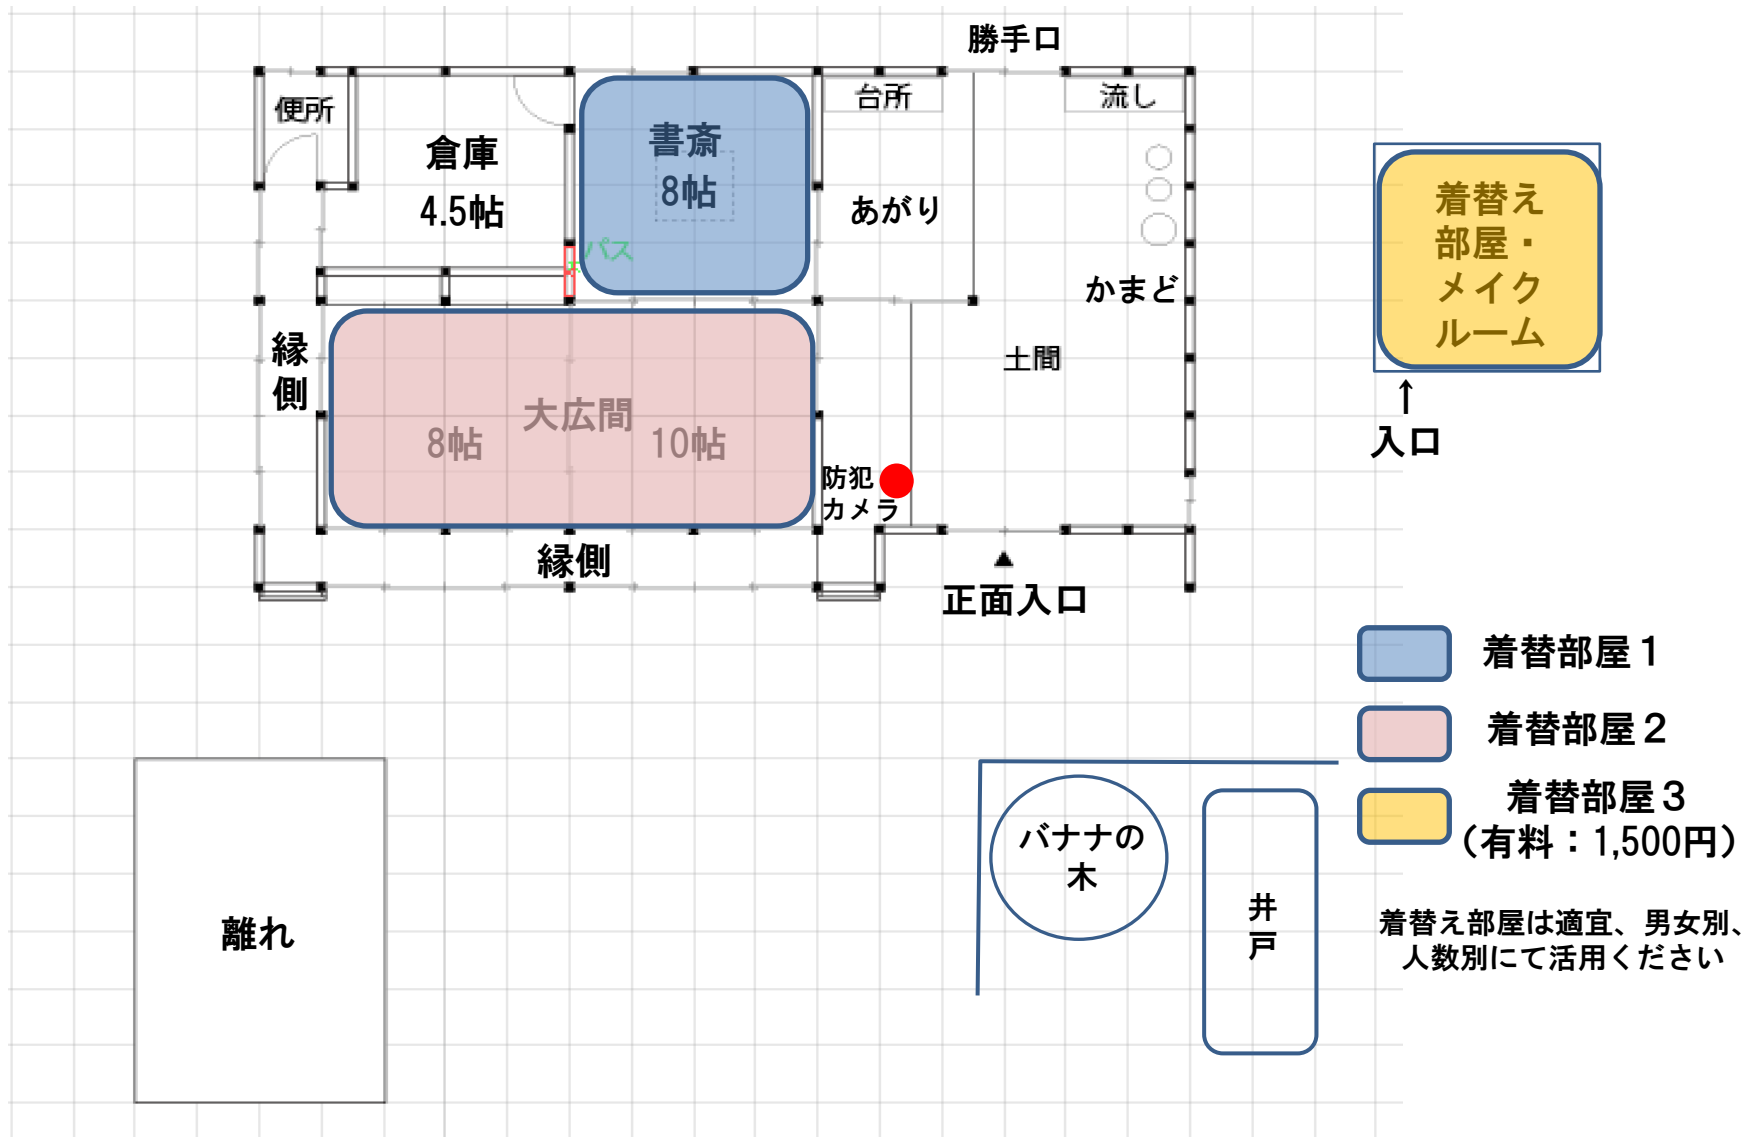 勝手口
便所
台所
流し
倉庫
4.5帖
書斎
8帖
あがり
パス
かまど
着替え
部屋・
メイク
ルーム
↑
入口
縁
側
土間
大広間
8帖
10帖
防犯
カメラ
縁側
▲
正面入口
着替部屋1
着替部屋2
着替部屋3
（有料：1,500円）
バナナの
木
井
戸
離れ
着替え部屋は適宜、男女別、
人数別にて活用ください